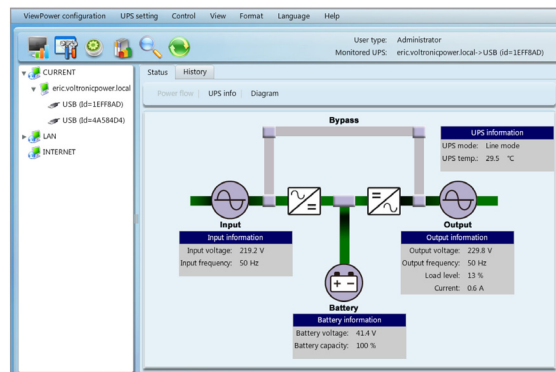 ViewPower configuration UPS setting Control View Format Language Help
User type: Administrator
Monitored UPS: eric.voltronicpower.local->USB (Id=1EFF8AD)
CURRENT
eric.voltronicpower.local
USB (Id=1EFF8AD)
USB (Id=4A584D4)
LAN
INTERNET
Status History
Power flow UPS info Diagram
Bypass
UPS information
UPS mode: Line mode
UPS temp.: 29.5 ℃
Input
Input information
Input voltage: 219.2 V
Input frequency: 50 Hz
Output
Output information
Output voltage: 229.8 V
Output frequency: 50 Hz
Load level: 13 %
Current: 0.6 A
Battery
Battery information
Battery voltage: 41.4 V
Battery capacity: 100 %